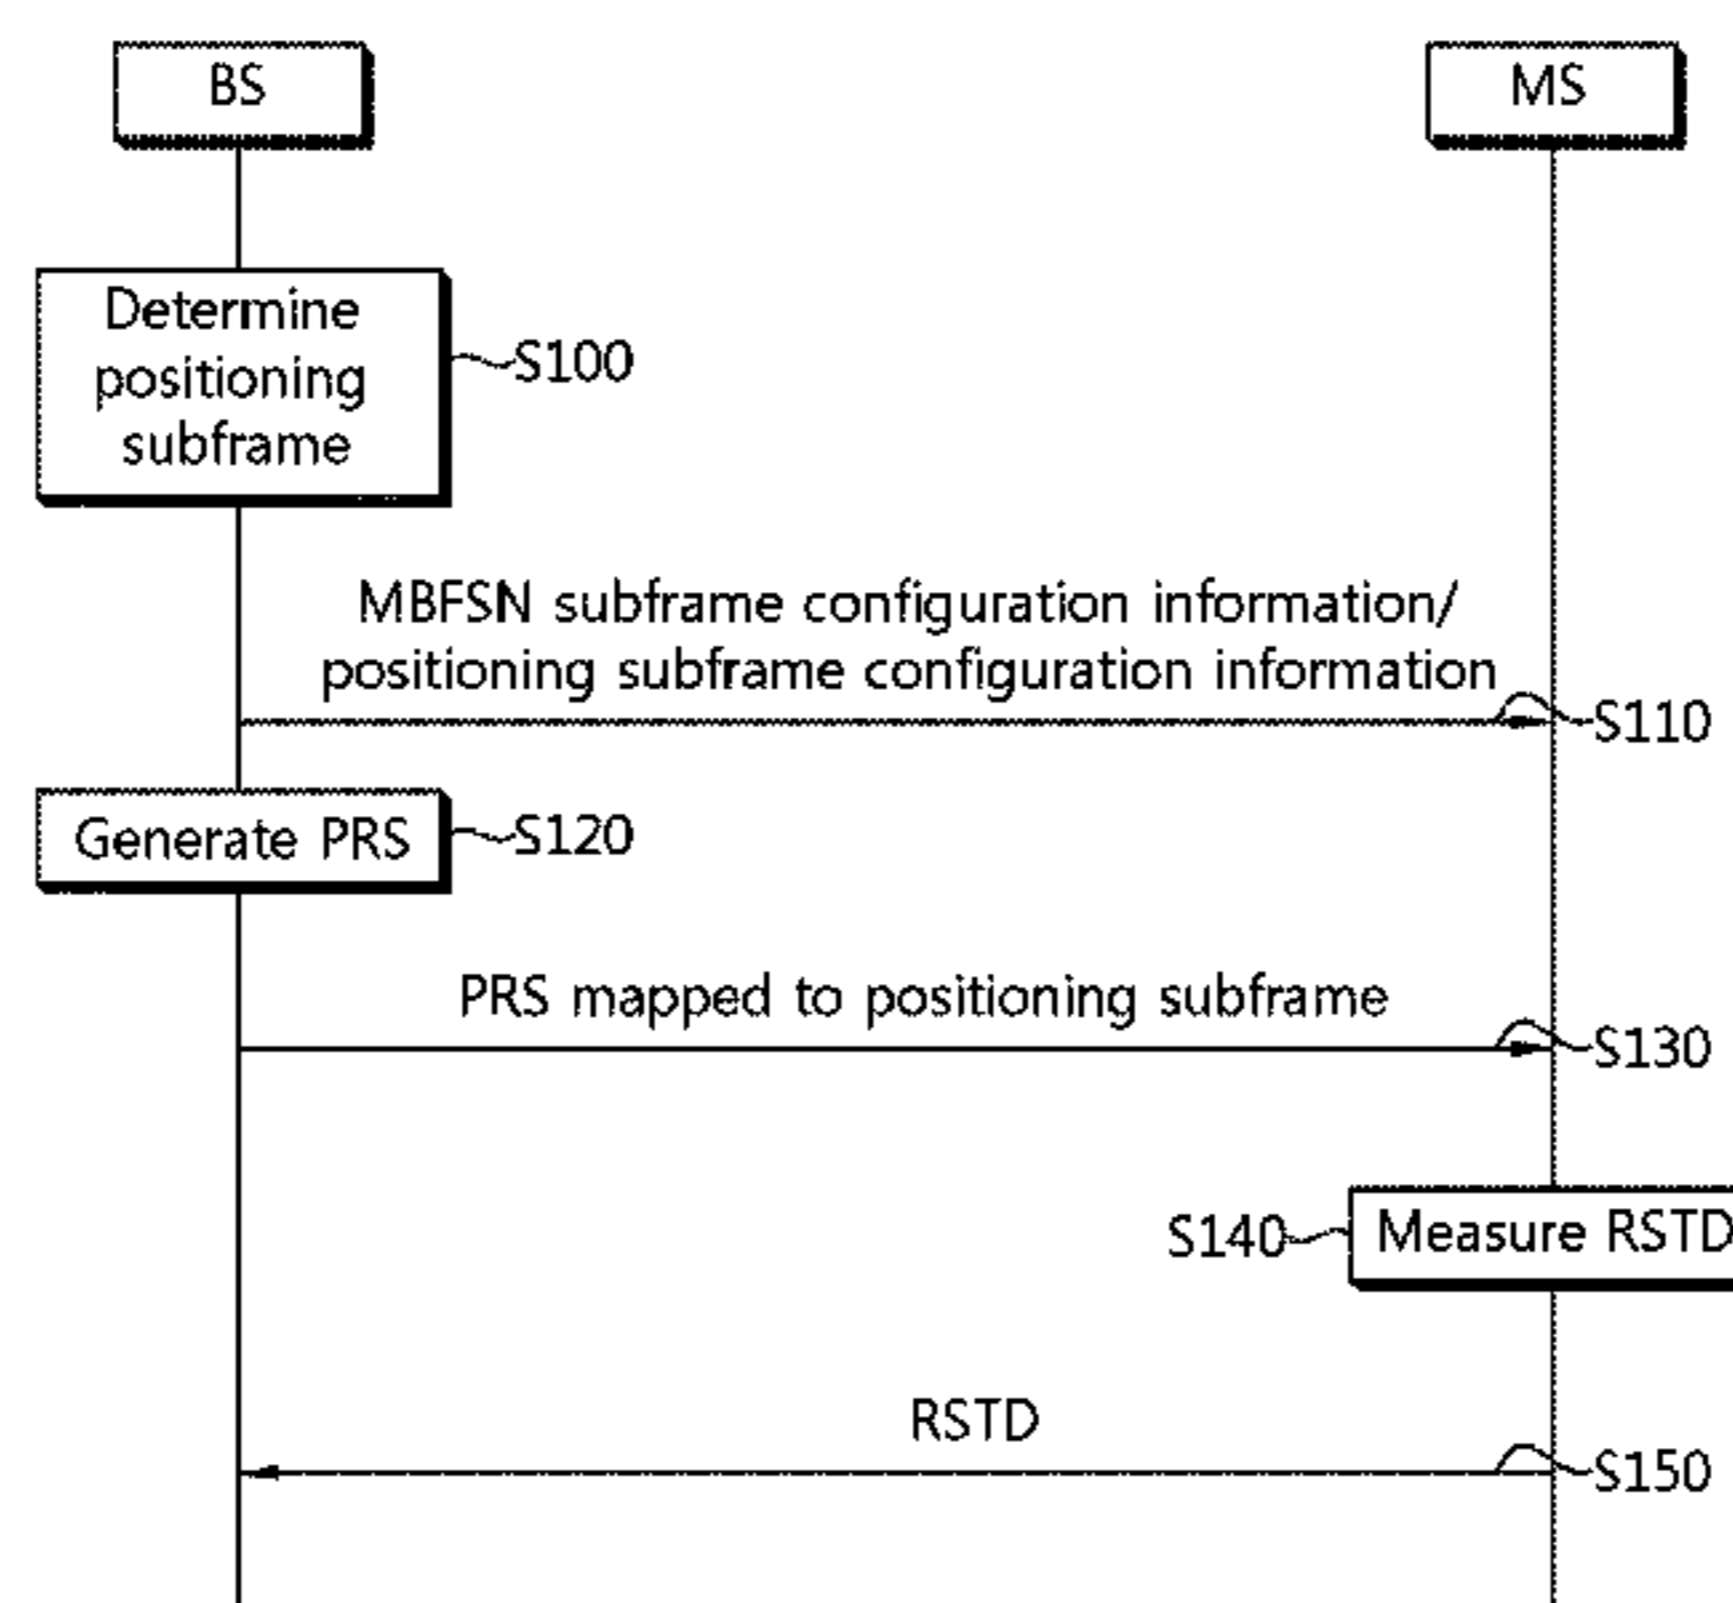 BS
MS
Determine
positioning
subframe
S100
MBFSN subframe configuration information/
positioning subframe configuration information
S110
Generate PRS
S120
PRS mapped to positioning subframe
S130
S140
Measure RSTD
RSTD
S150